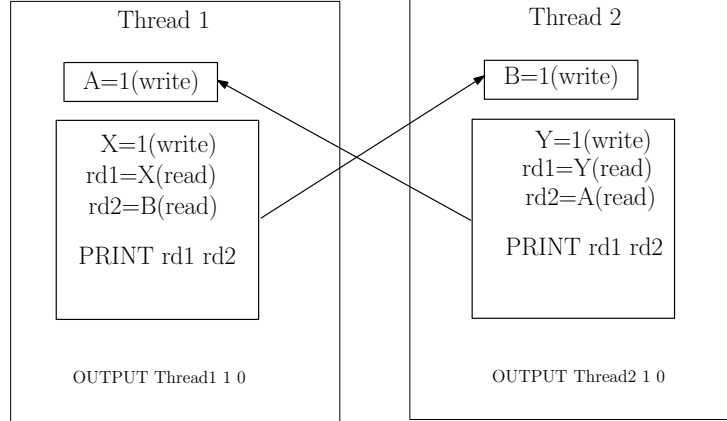 Thread 1
A=1(write)
X=1(write)
rd1=X(read)
rd2=B(read)
PRINT rd1 rd2
OUTPUT Thread1 1 0
Thread 2
B=1(write)
Y=1(write)
rd1=Y(read)
rd2=A(read)
PRINT rd1 rd2
OUTPUT Thread2 1 0